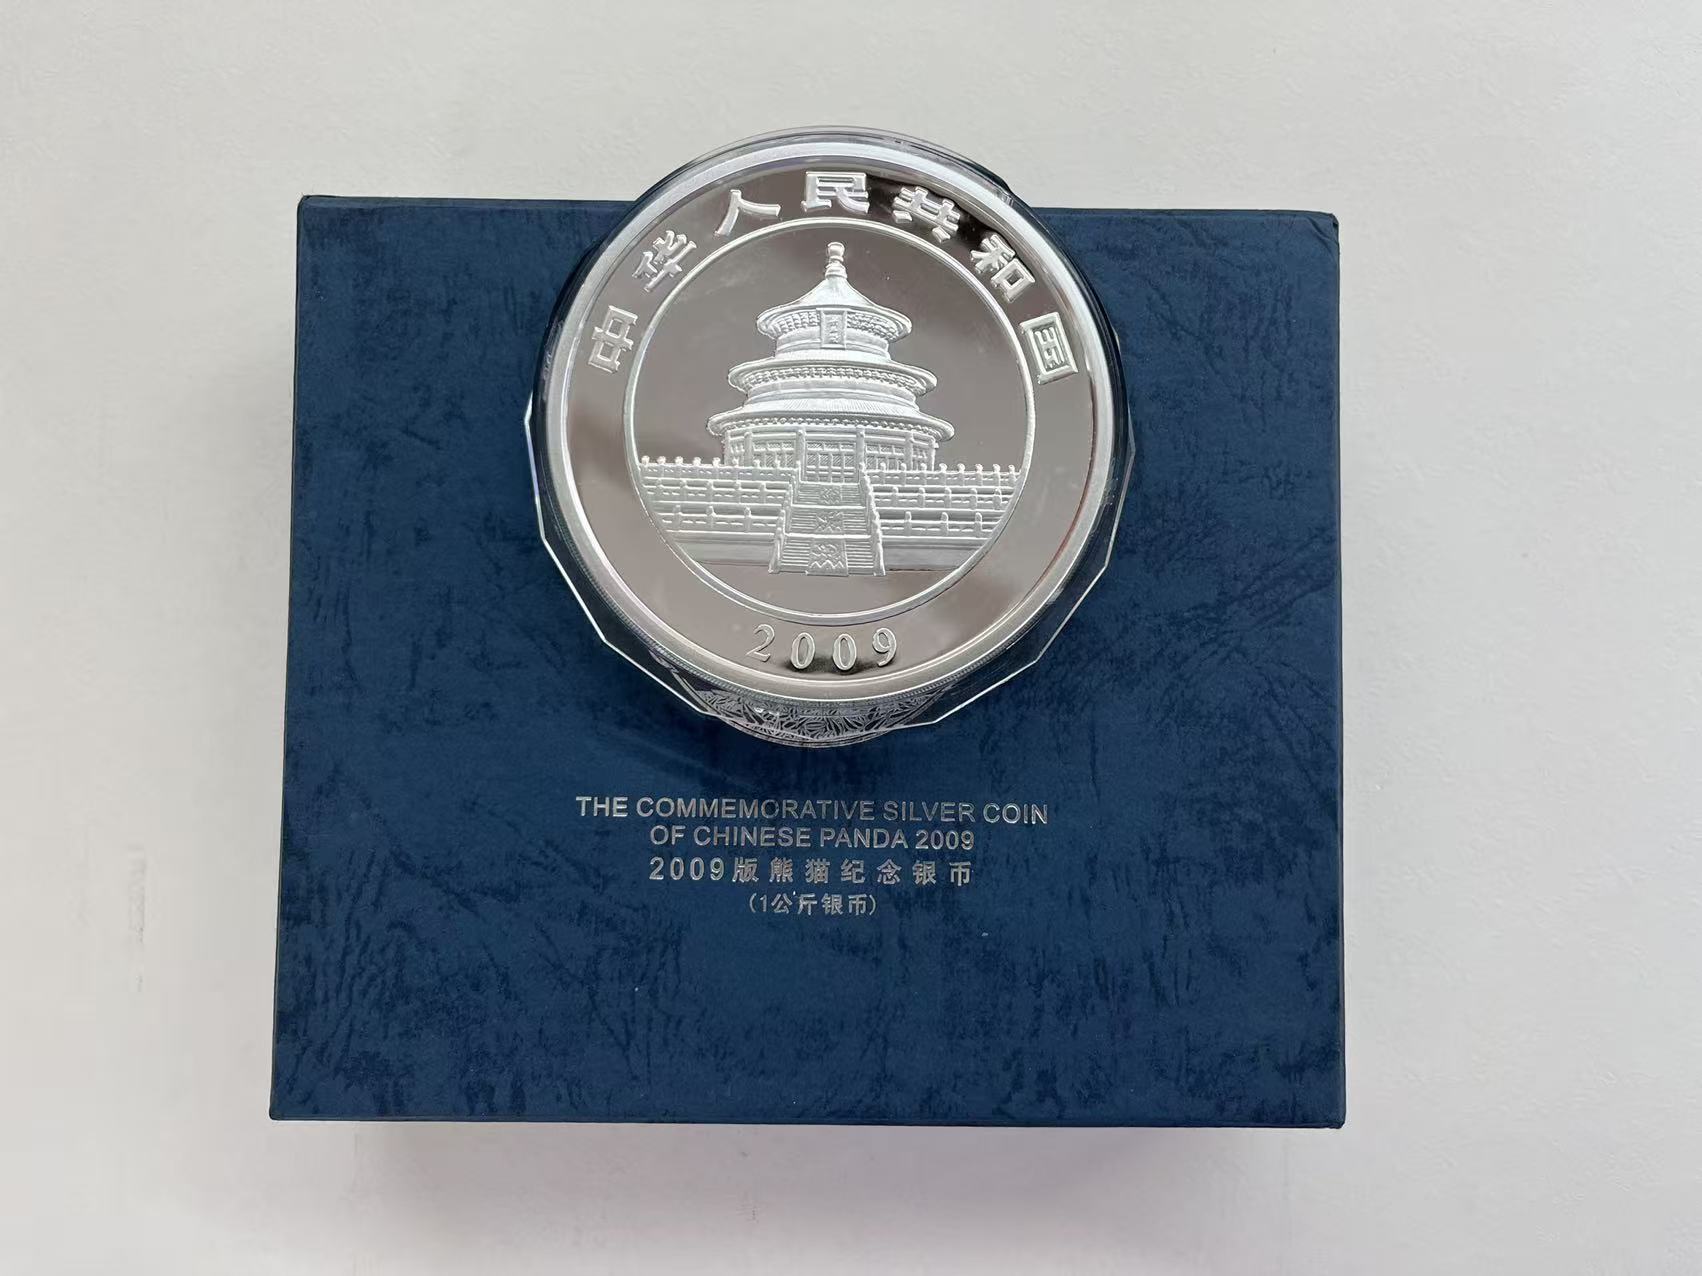 中华人民共和国
2009
THE COMMEMORATIVE SILVER COIN
OF CHINESE PANDA 2009
2009版熊猫纪念银币
(1公斤银币)